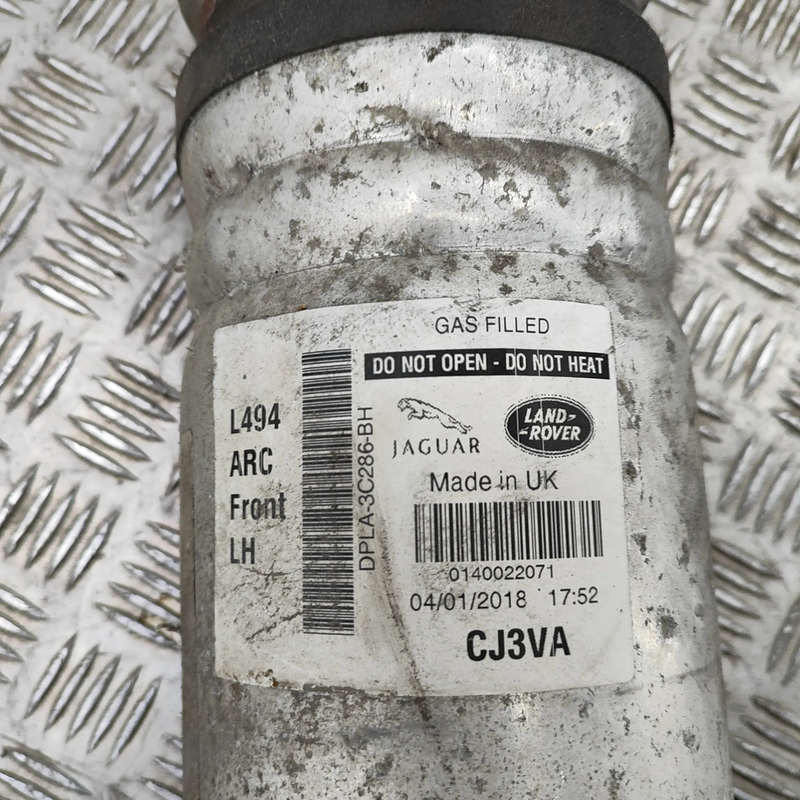 GAS FILLED
DO NOT OPEN - DO NOT HEAT
L494
ARC
Front
LH
DPLA-3C286-BH
JAGUAR
LAND-
-ROVER
Made in UK
0140022071
04/01/2018 17:52
CJ3VA